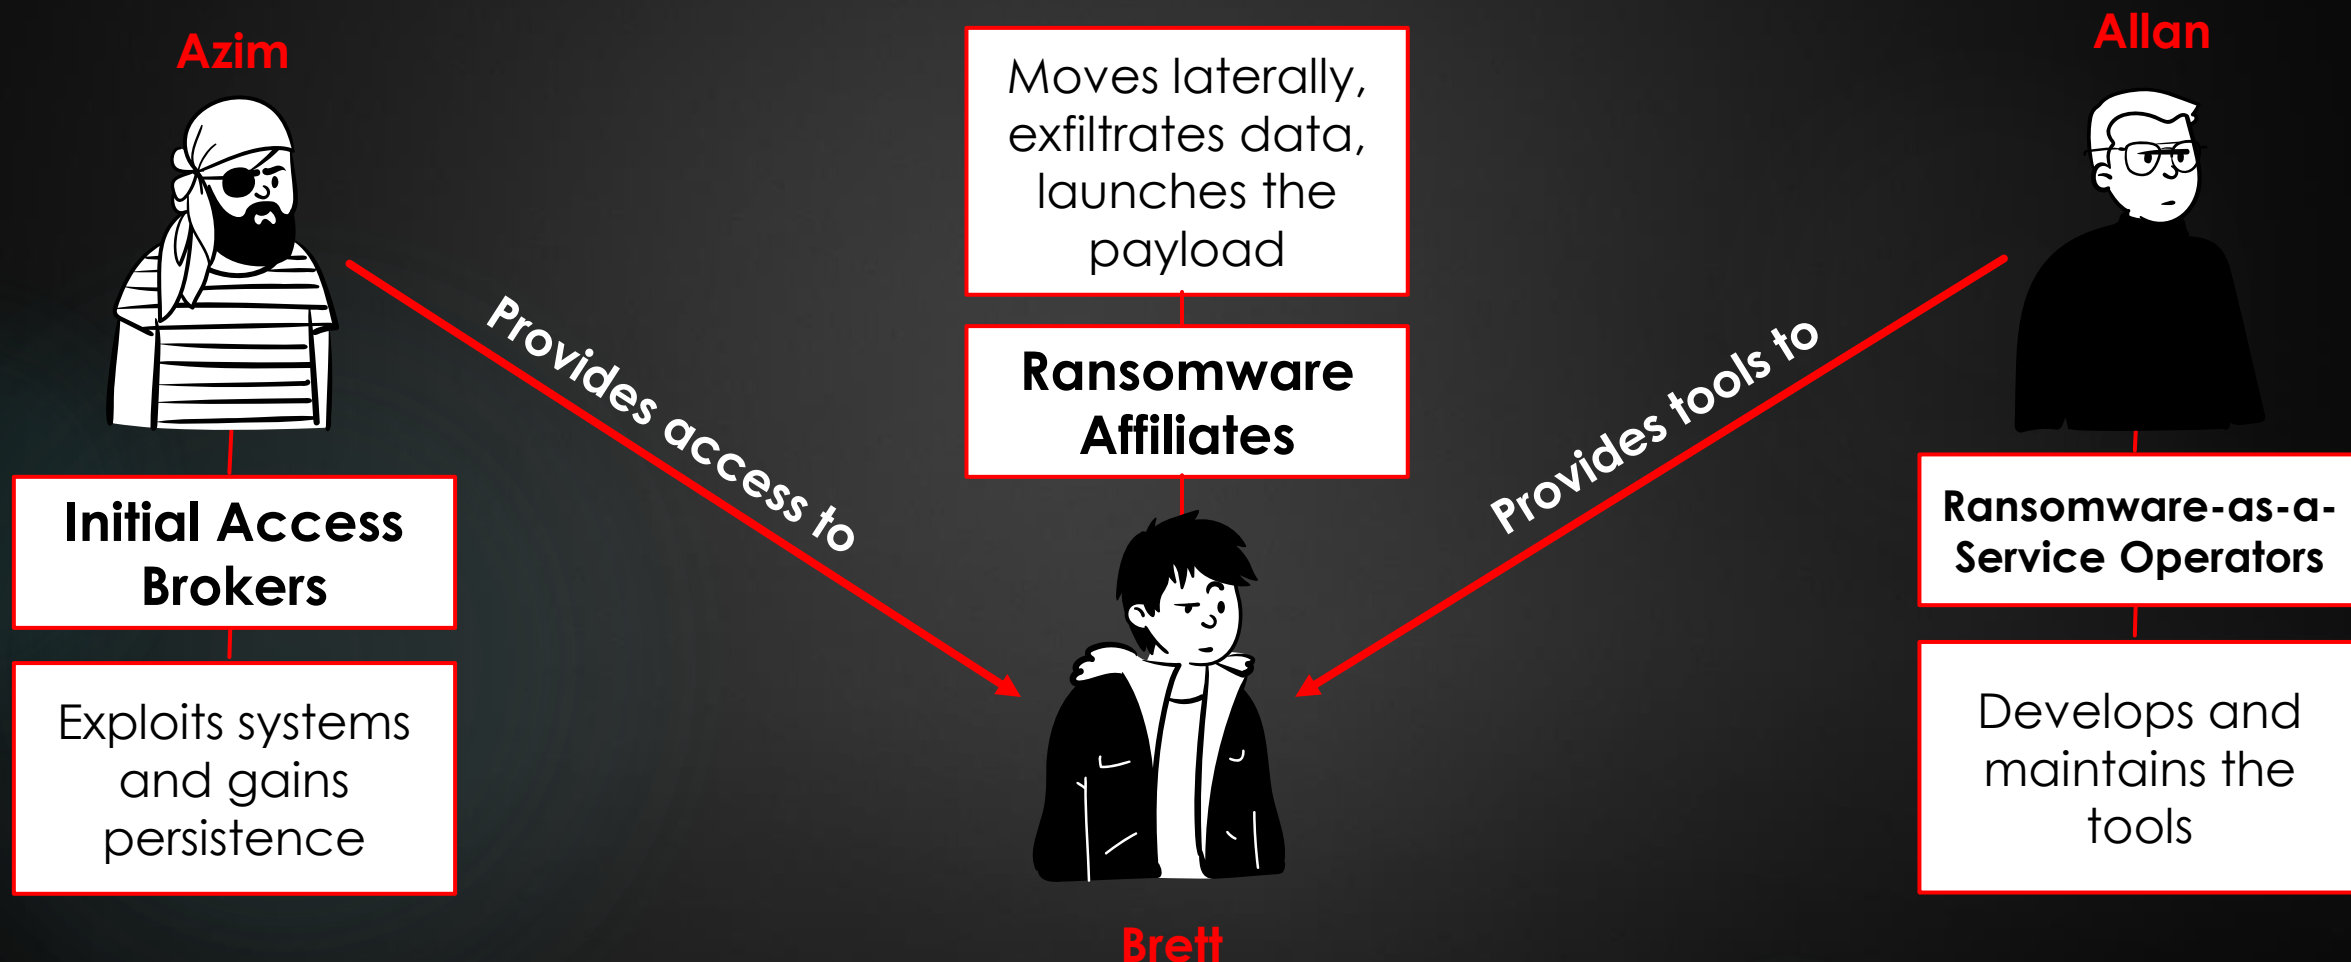 Azim
Initial Access
Brokers
Exploits systems
and gains
persistence
Provides access to
Moves laterally,
exfiltrates data,
launches the
payload
Ransomware
Affiliates
Brett
Provides tools to
Allan
Ransomware-as-a-
Service Operators
Develops and
maintains the
tools